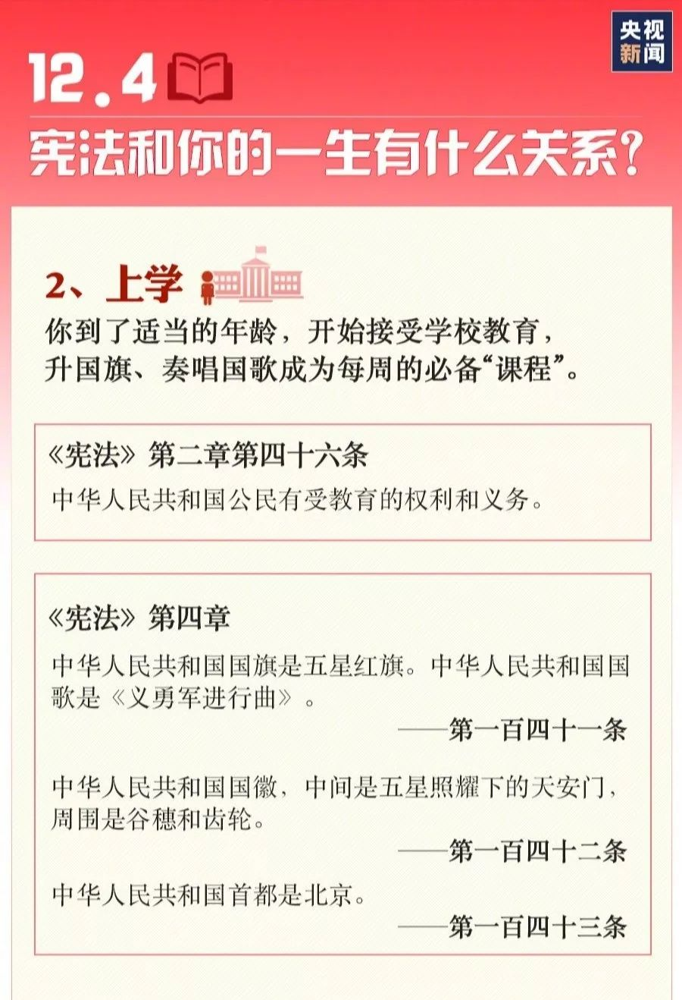 央视
新闻
12.4
宪法和你的一生有什么关系？
2、上学
你到了适当的年龄，开始接受学校教育，
升国旗、奏唱国歌成为每周的必备“课程”。
《宪法》第二章第四十六条
中华人民共和国公民有受教育的权利和义务。
《宪法》第四章
中华人民共和国国旗是五星红旗。中华人民共和国国
歌是《义勇军进行曲》。
——第一百四十一条
中华人民共和国国徽，中间是五星照耀下的天安门，
周围是谷穗和齿轮。
——第一百四十二条
中华人民共和国首都是北京。
——第一百四十三条